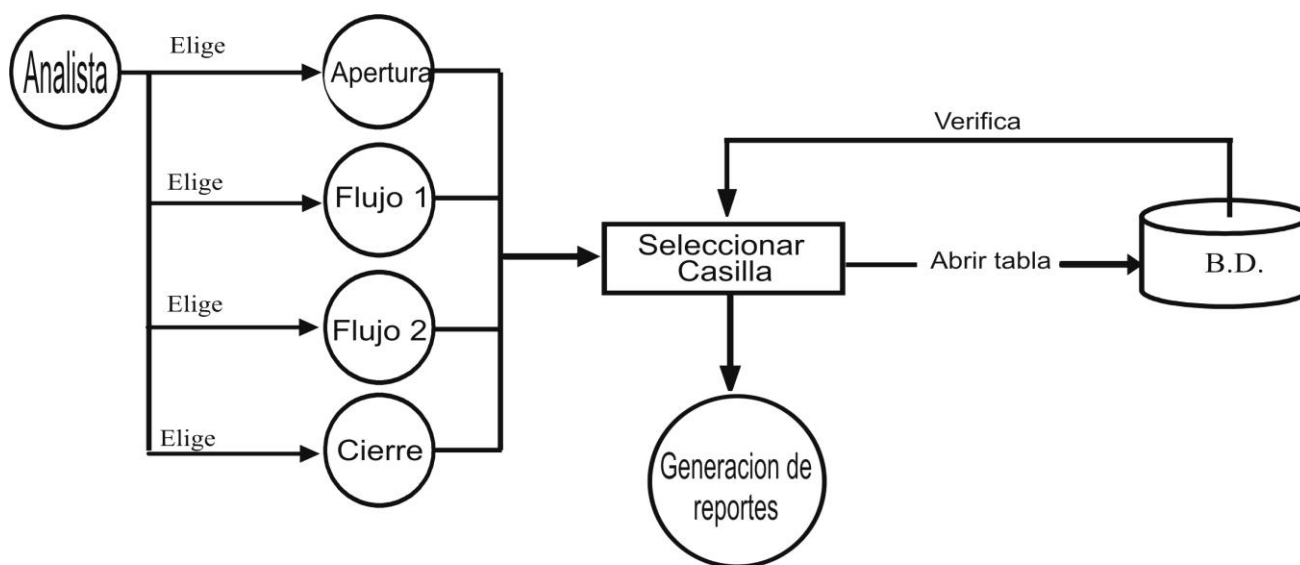 Analista
Elige
Apertura
Elige
Flujo 1
Elige
Flujo 2
Elige
Cierre
Verifica
Seleccionar
Casilla
Abrir tabla
B.D.
Generacion de
reportes